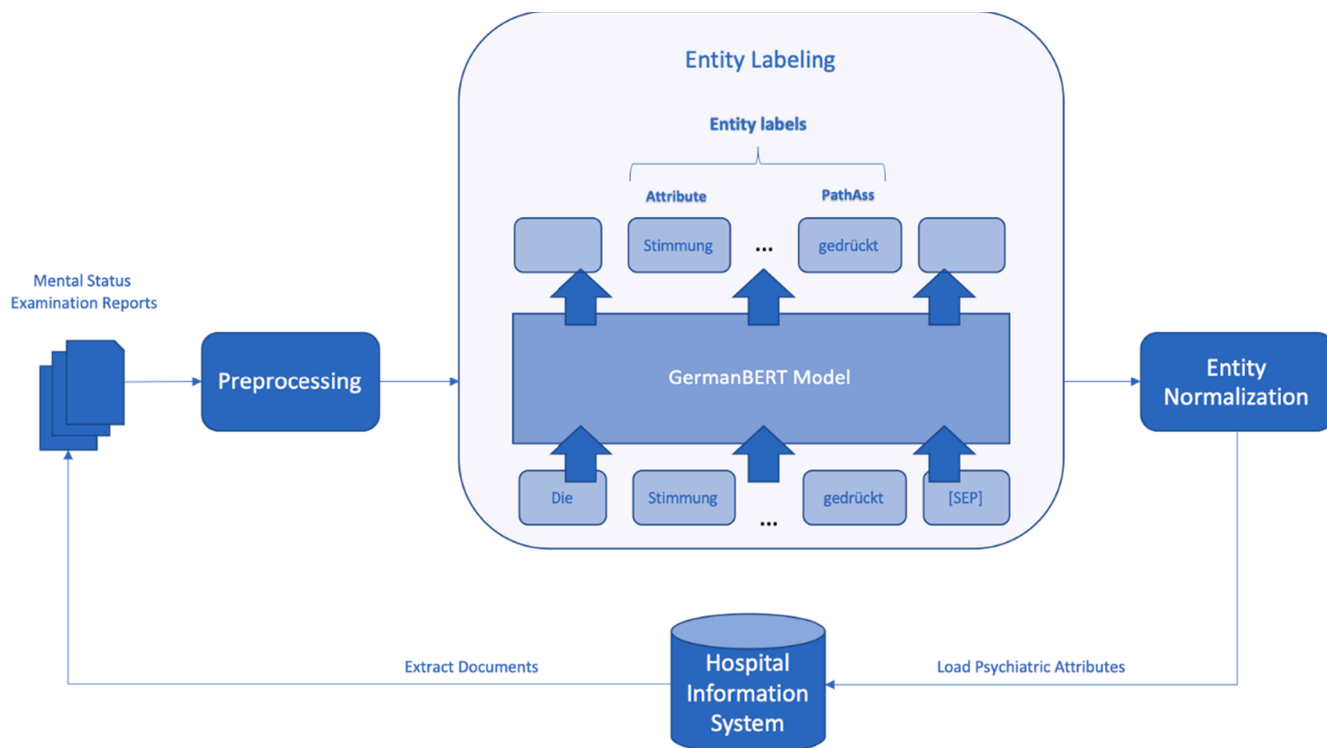 Entity Labeling
Entity labels
Attribute
PathAss
Stimmung
...
gedrückt
Mental Status
Examination Reports
Preprocessing
GermanBERT Model
Entity
Normalization
Die
Stimmung
...
gedrückt
[SEP]
Extract Documents
Hospital
Information
System
Load Psychiatric Attributes